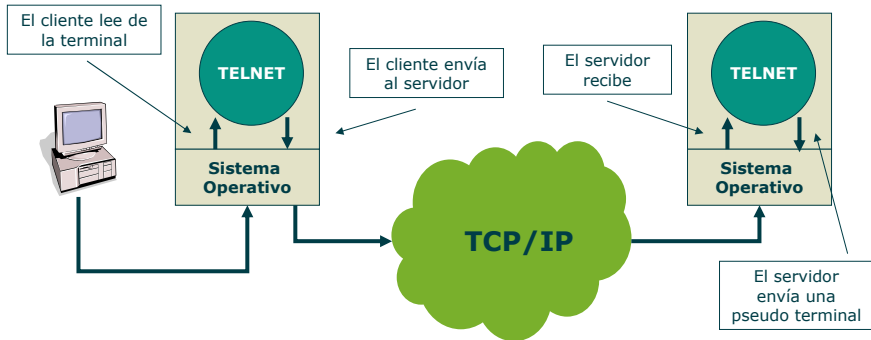 El cliente lee de
la terminal
TELNET
El cliente envía
al servidor
Sistema
Operativo
TCP/IP
El servidor
recibe
TELNET
Sistema
Operativo
El servidor
envía una
pseudo terminal